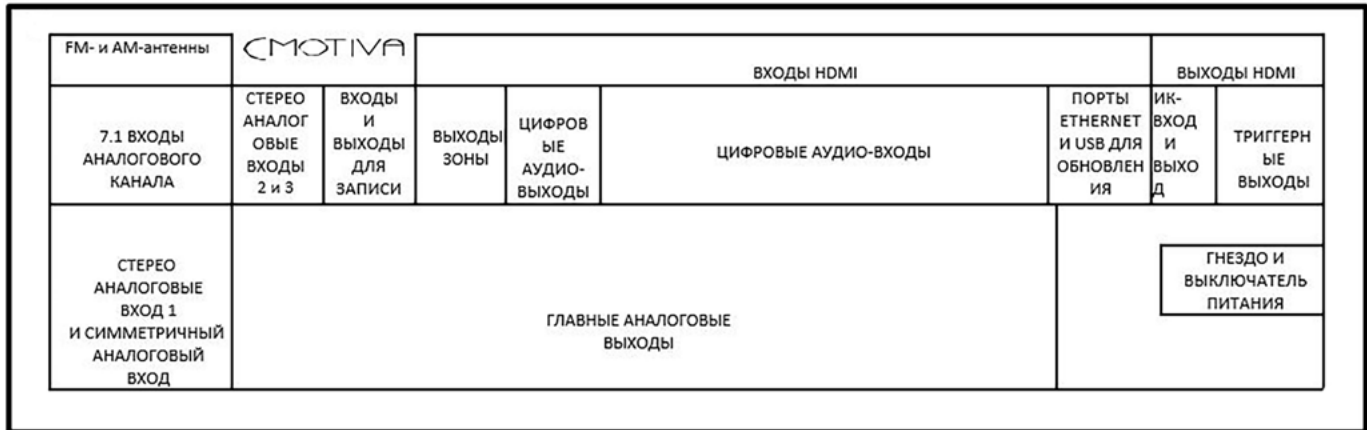 FM- и AM-антенны
EMOTIVA
ВХОДЫ HDMI
ВЫХОДЫ HDMI
7.1 ВХОДЫ
АНАЛОГОВОГО
КАНАЛА
СТЕРЕО
АНАЛОГ
ОВЫЕ
ВХОДЫ
2 и 3
ВХОДЫ
И
ВЫХОДЫ
ДЛЯ
ЗАПИСИ
ВЫХОДЫ
ЗОНЫ
ЦИФРОВ
ЫЕ
АУДИО-
ВЫХОДЫ
ЦИФРОВЫЕ АУДИО-ВХОДЫ
ПОРТЫ
ETHERNET
И USB ДЛЯ
ОБНОВЛЕН
ИЯ
ИК-
ВХОД
И
ВЫХО
Д
ТРИГГЕРН
ЫЕ
ВЫХОДЫ
СТЕРЕО
АНАЛОГОВЫЕ
ВХОД 1
И СИММЕТРИЧНЫЙ
АНАЛОГОВЫЙ
ВХОД
ГЛАВНЫЕ АНАЛОГОВЫЕ
ВЫХОДЫ
ГНЕЗДО И
ВЫКЛЮЧАТЕЛЬ
ПИТАНИЯ